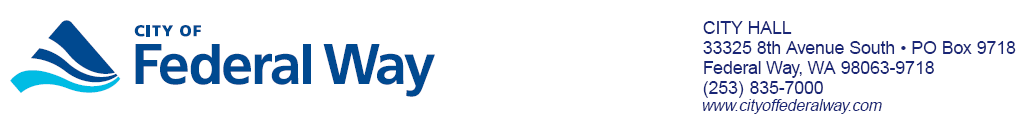 CITY OF
Federal Way
CITY HALL
33325 8th Avenue South • PO Box 9718
Federal Way, WA 98063-9718
(253) 835-7000
www.cityoffederalway.com